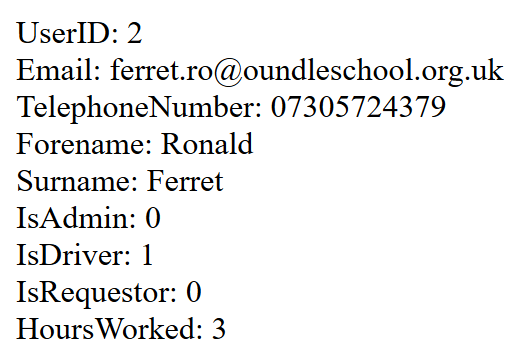 UserID: 2
Email: ferret.ro@oundleschool.org.uk
TelephoneNumber: 07305724379
Forename: Ronald
Surname: Ferret
IsAdmin: 0
IsDriver: 1
IsRequestor: 0
HoursWorked: 3